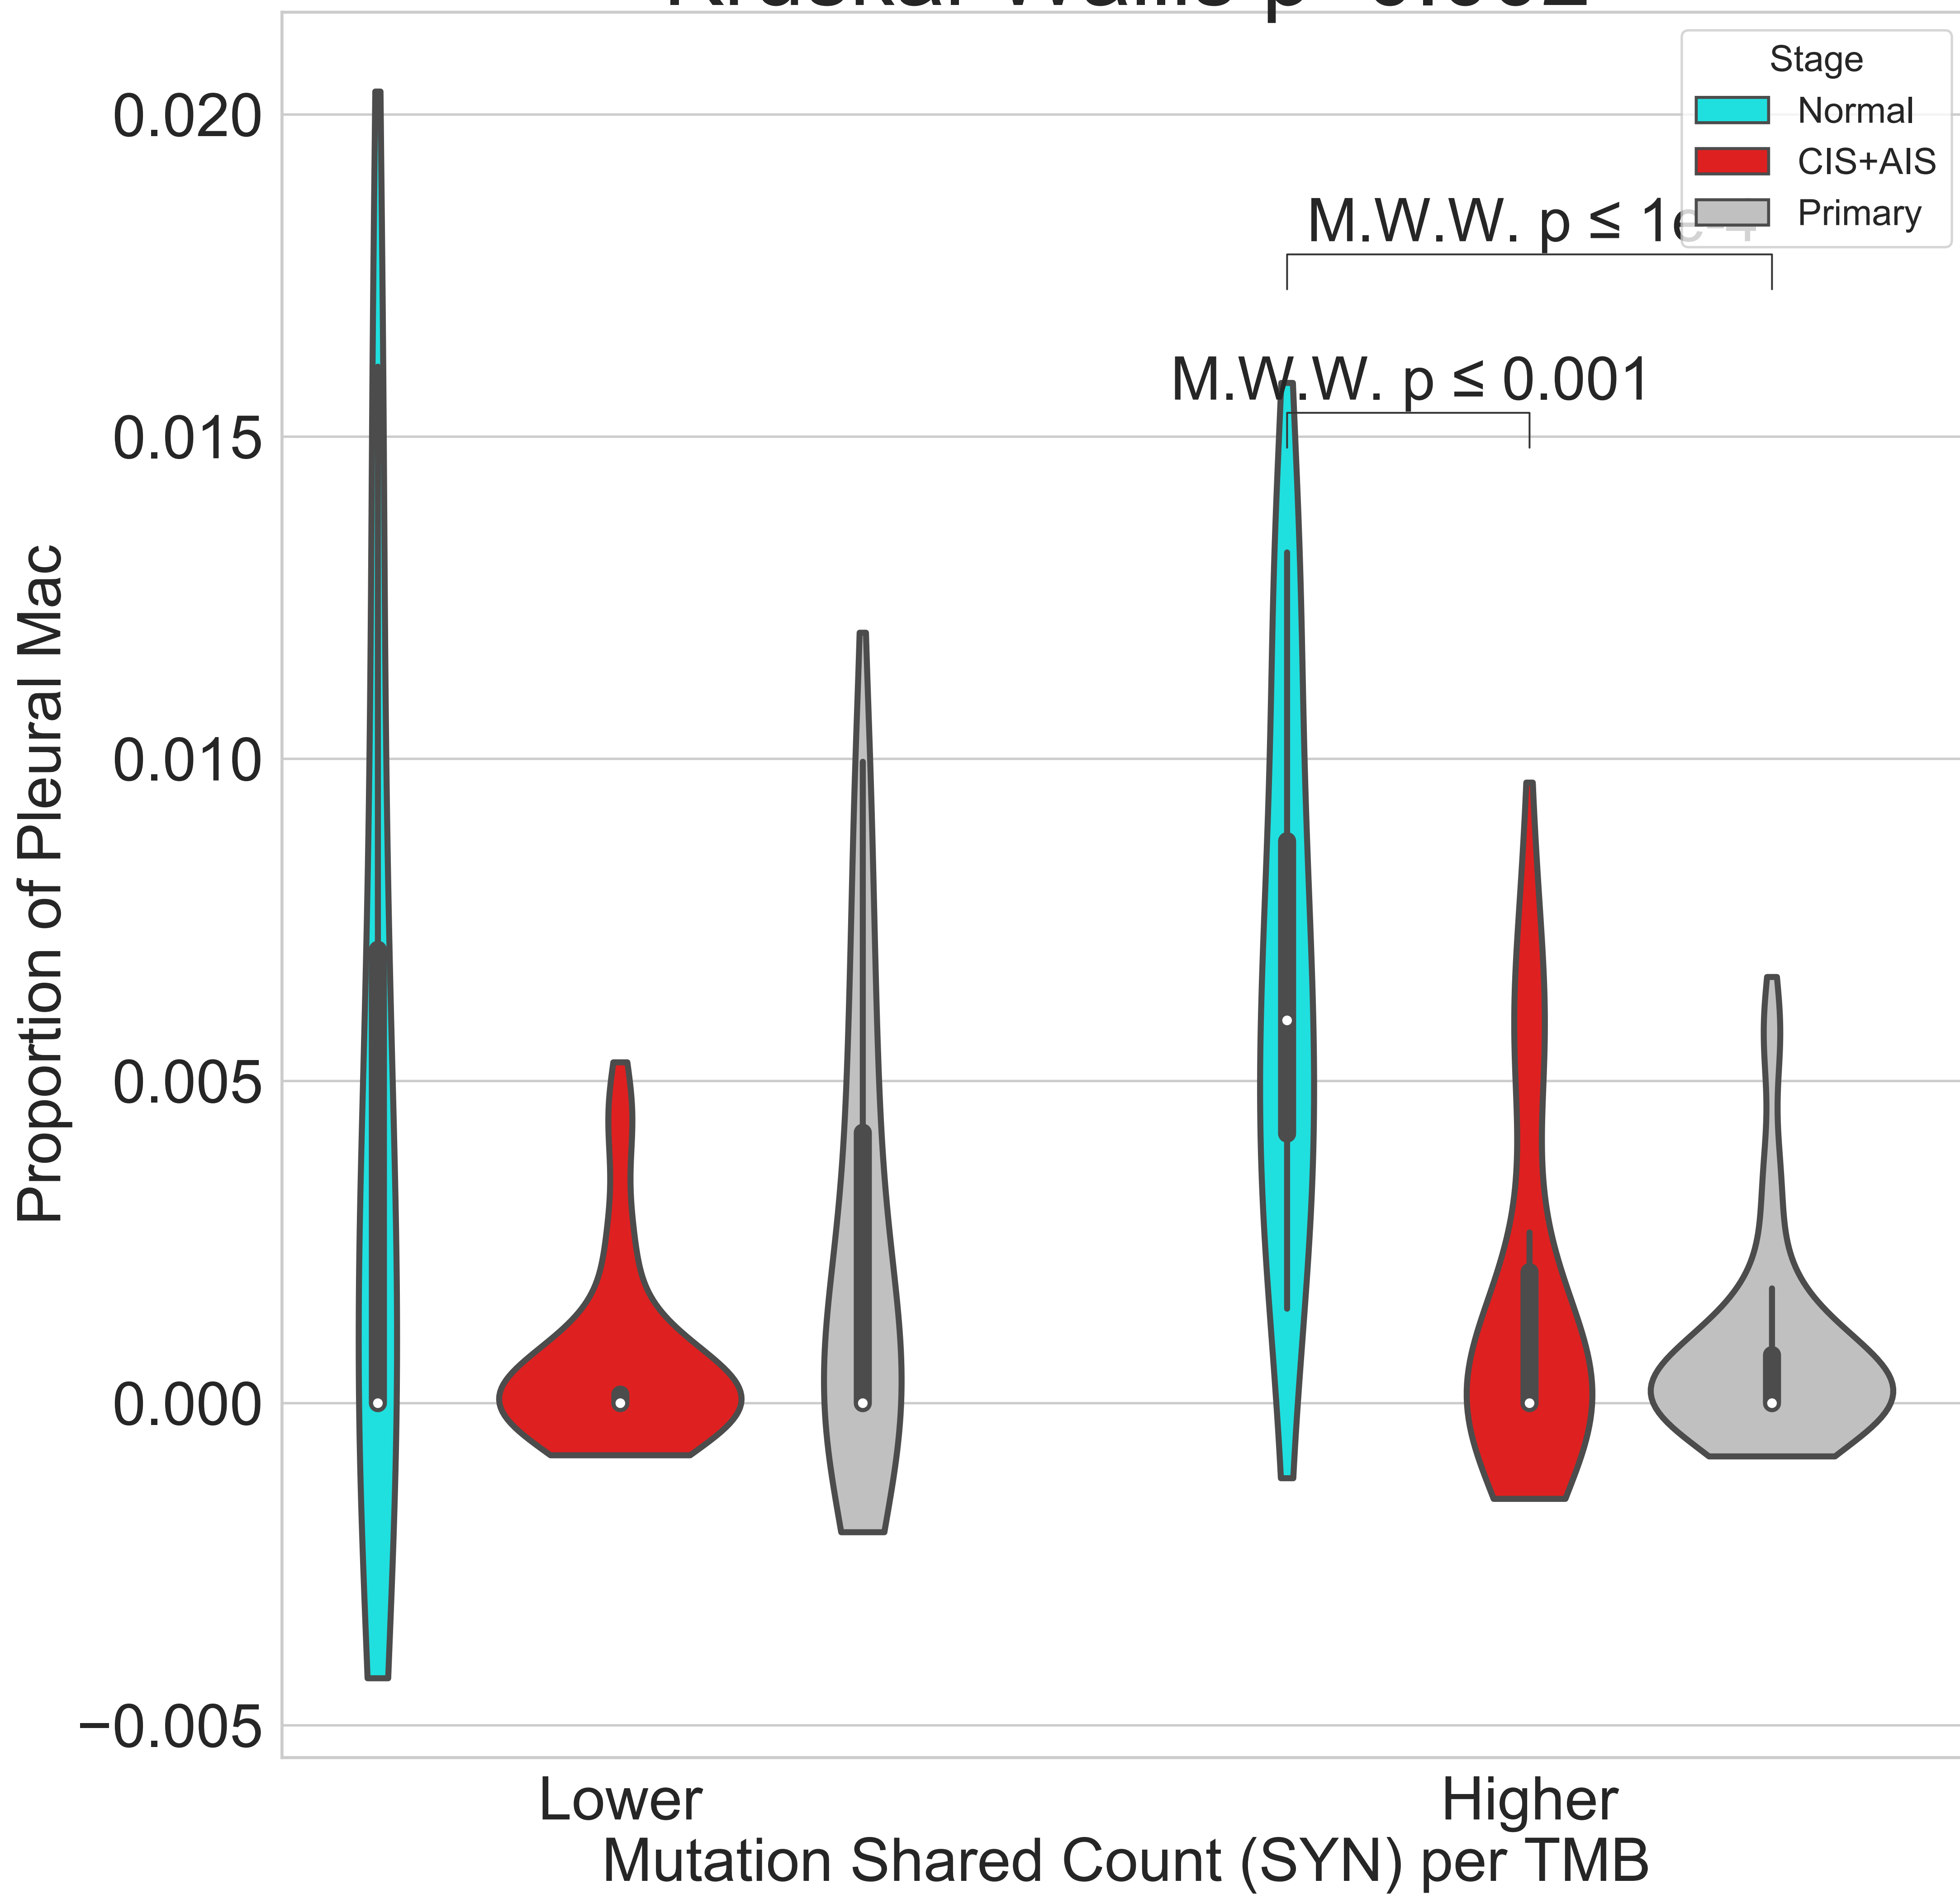 Stage
Normal
CIS+AIS
Primary
M.W.W. p ≤
M.W.W. p ≤ 0.001
0.020
0.015
0.010
0.005
0.000
−0.005
Proportion of Pleural Mac
Lower
Higher
Mutation Shared Count (SYN) per TMB